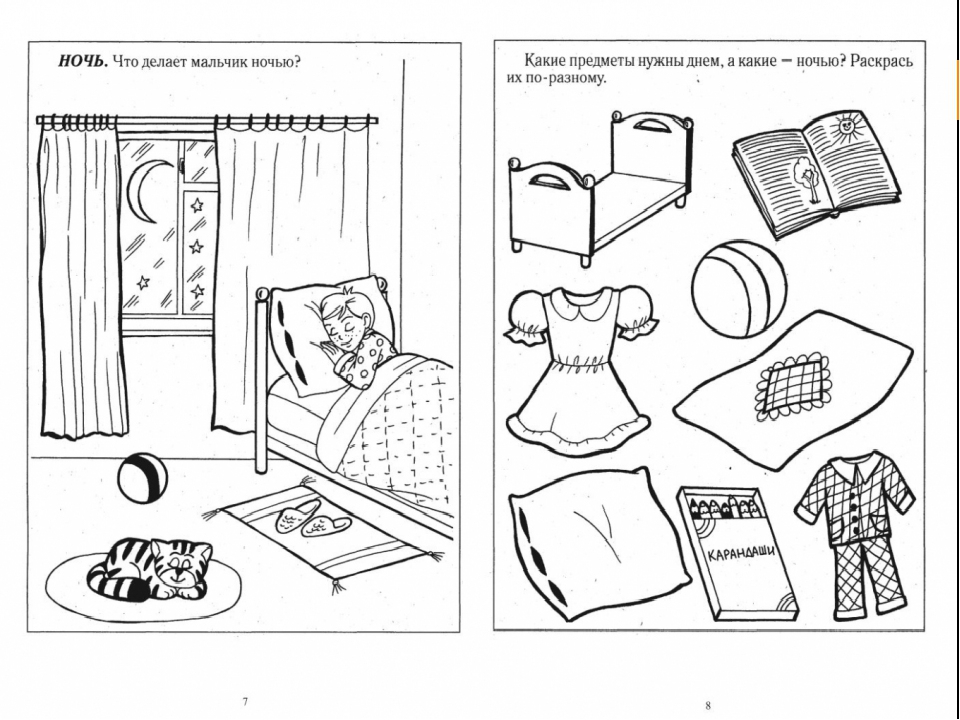 НОЧЬ. Что делает мальчик ночью?
Какие предметы нужны днем, а какие – ночью? Раскрась
их по-разному.
КАРАНДАШИ
7
8